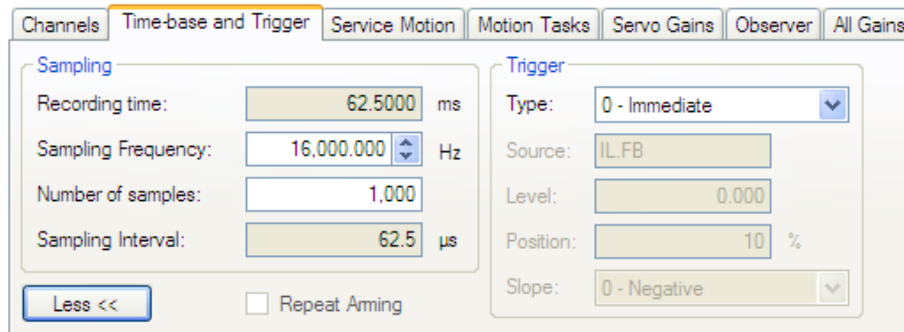 Channels Time-base and Trigger Service Motion Motion Tasks Servo Gains Observer All Gains
Sampling
Recording time: 62.5000 ms
Sampling Frequency: 16,000.000 Hz
Number of samples: 1,000
Sampling Interval: 62.5 µs
Less <<
Repeat Arming
Trigger
Type: 0 - Immediate
Source: IL.FB
Level: 0.000
Position: 10 %
Slope: 0 - Negative